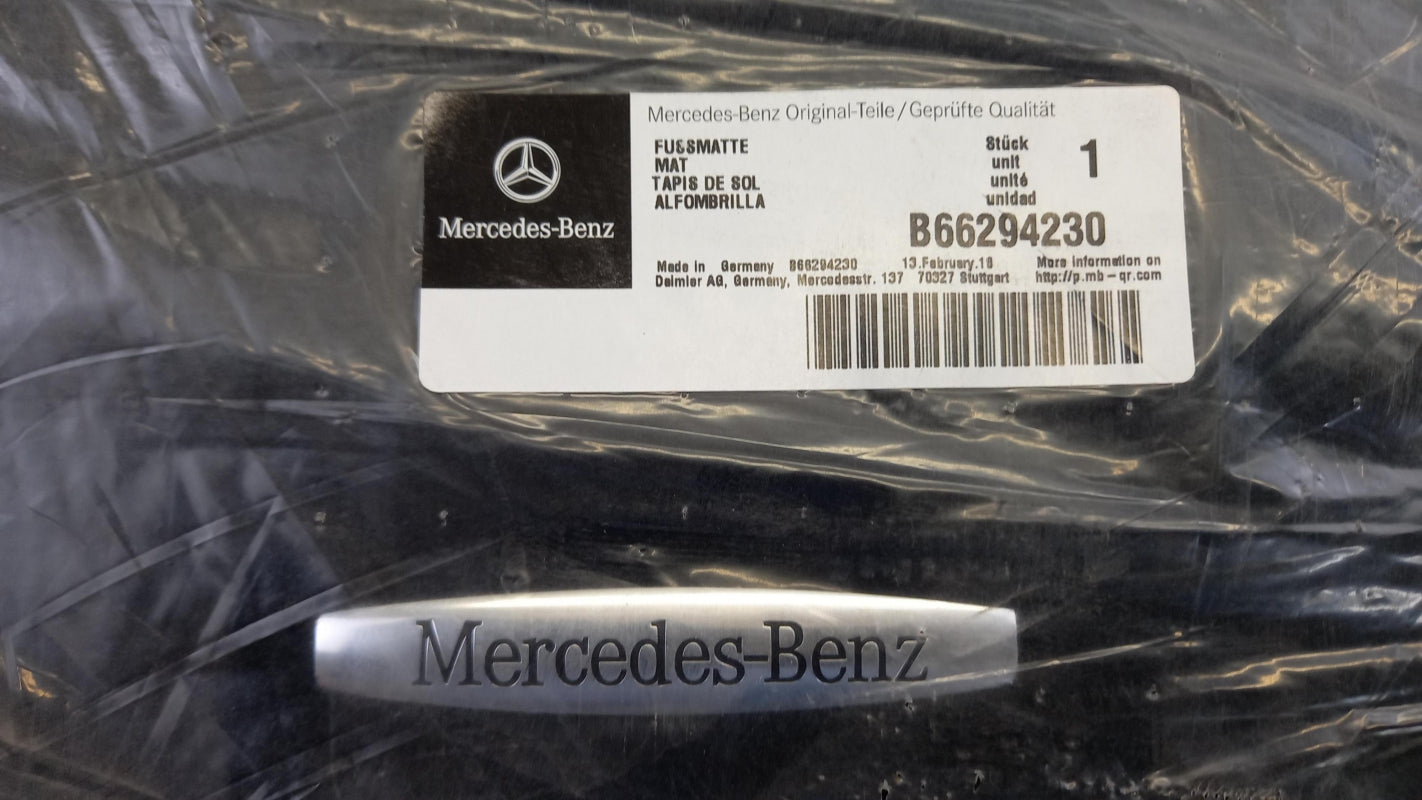 Mercedes-Benz Original-Teile/Geprüfte Qualität
FU&SMATTE
MAT
TAPIS DE SOL
ALFOMBRILLA
Stück
unit
unité
unidad
1
Mercedes-Benz
B66294230
Made in Germany B66294230 13.February.18 More information on
Daimler AG, Germany, Mercedesstr. 137 70327 Stuttgart http://p.mb-qr.com
Mercedes-Benz